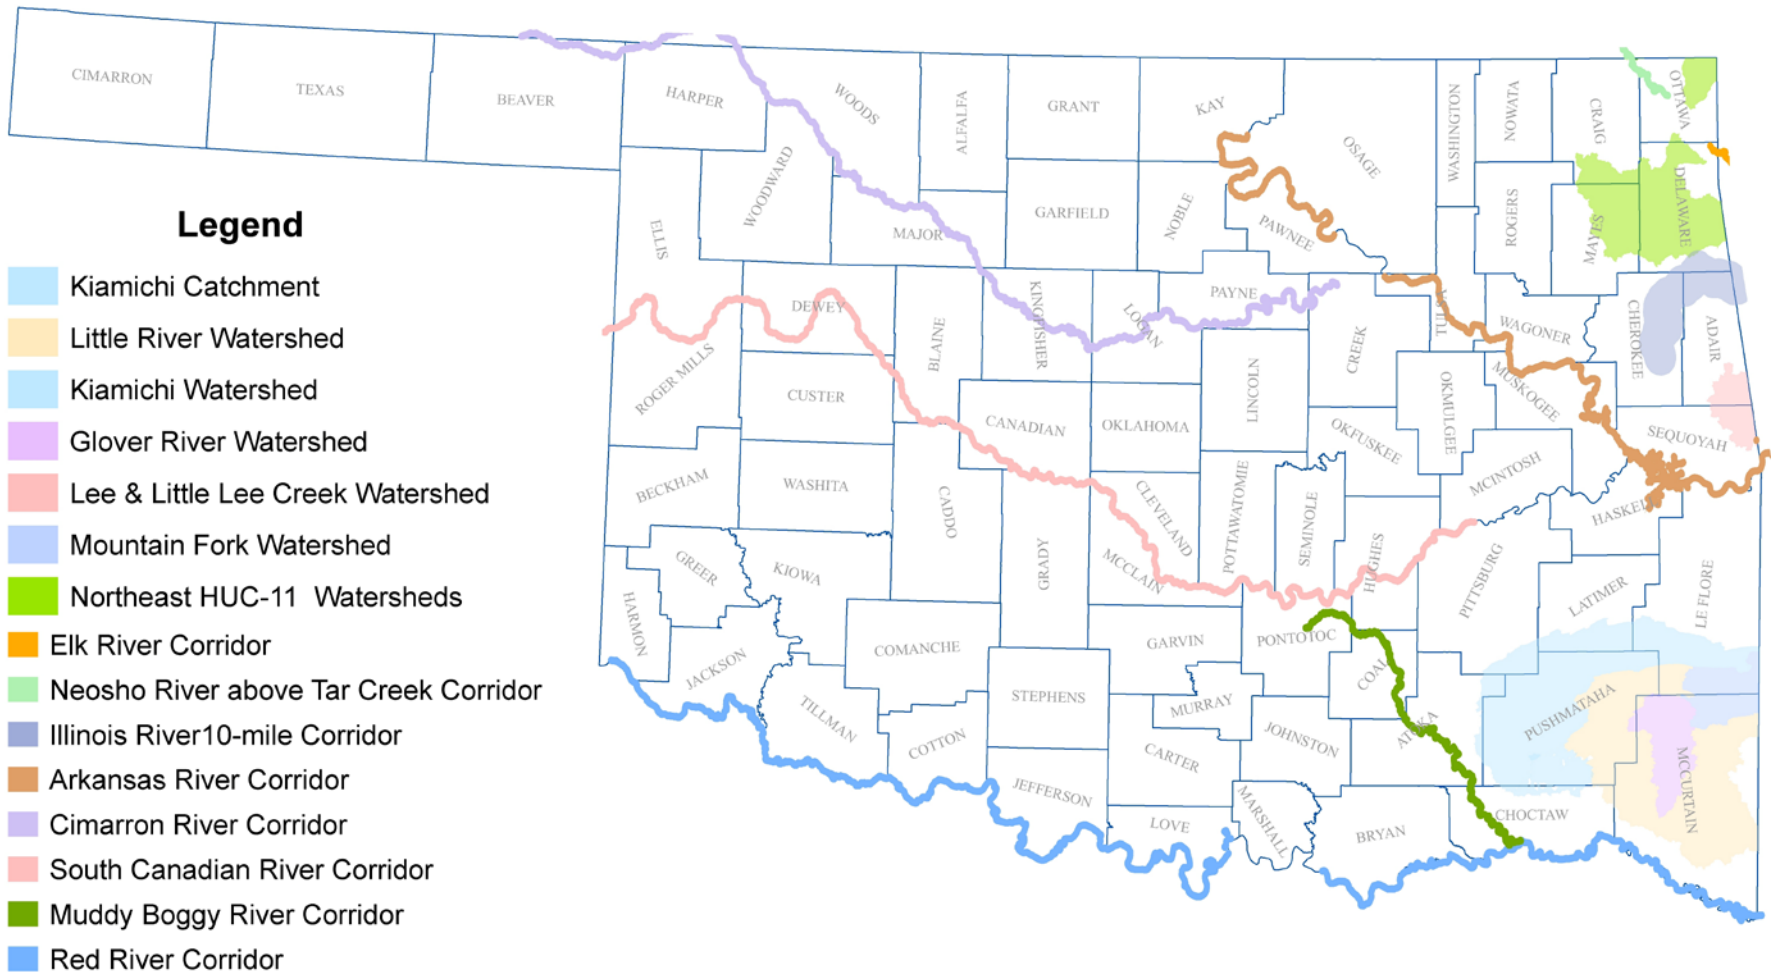 CIMARRON
TEXAS
BEAVER
HARPER
WOODS
ALFALFA
GRANT
KAY
OSAGE
WASHINGTON
NOWATA
CRAIG
OTTAWA
ELLIS
WOODWARD
MAJOR
GARFIELD
NOBLE
PAWNEE
ROGERS
MAYES
DELAWARE
ROGER MILLS
DEWEY
BLAINE
KINGFISHER
LOGAN
PAYNE
CREEK
TULSA
WAGONER
CHEROKEE
ADAIR
CUSTER
CANADIAN
OKLAHOMA
LINCOLN
OKFUSKEE
OKMULGEE
MUSKOGEE
SEQUOYAH
BECKHAM
WASHITA
CADDO
GRADY
CLEVELAND
MCCLAIN
POTTAWATOMIE
SEMINOLE
HUGHES
MCINTOSH
HASKELL
PITTSBURG
LATIMER
LE FLORE
HARMON
GREER
KIOWA
JACKSON
TILLMAN
COMANCHE
COTTON
STEPHENS
JEFFERSON
GARVIN
MURRAY
CARTER
LOVE
PONTOTOC
COAL
JOHNSTON
MARSHALL
ATOKA
BRYAN
PUSHMATAHA
CHOCTAW
MCCURTAIN
Legend
Kiamichi Catchment
Little River Watershed
Kiamichi Watershed
Glover River Watershed
Lee & Little Lee Creek Watershed
Mountain Fork Watershed
Northeast HUC-11 Watersheds
Elk River Corridor
Neosho River above Tar Creek Corridor
Illinois River10-mile Corridor
Arkansas River Corridor
Cimarron River Corridor
South Canadian River Corridor
Muddy Boggy River Corridor
Red River Corridor